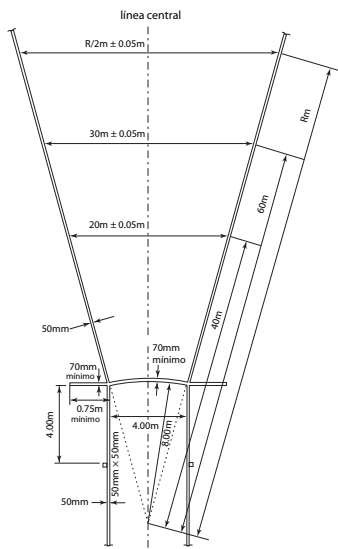 línea central
R/2m ± 0.05m
Rm
30m ± 0.05m
60m
20m ± 0.05m
40m
50mm
70mm
mínimo
70mm
mínimo
0.75m
mínimo
4.00m
4.00m
8.00m
50mm × 50mm
50mm